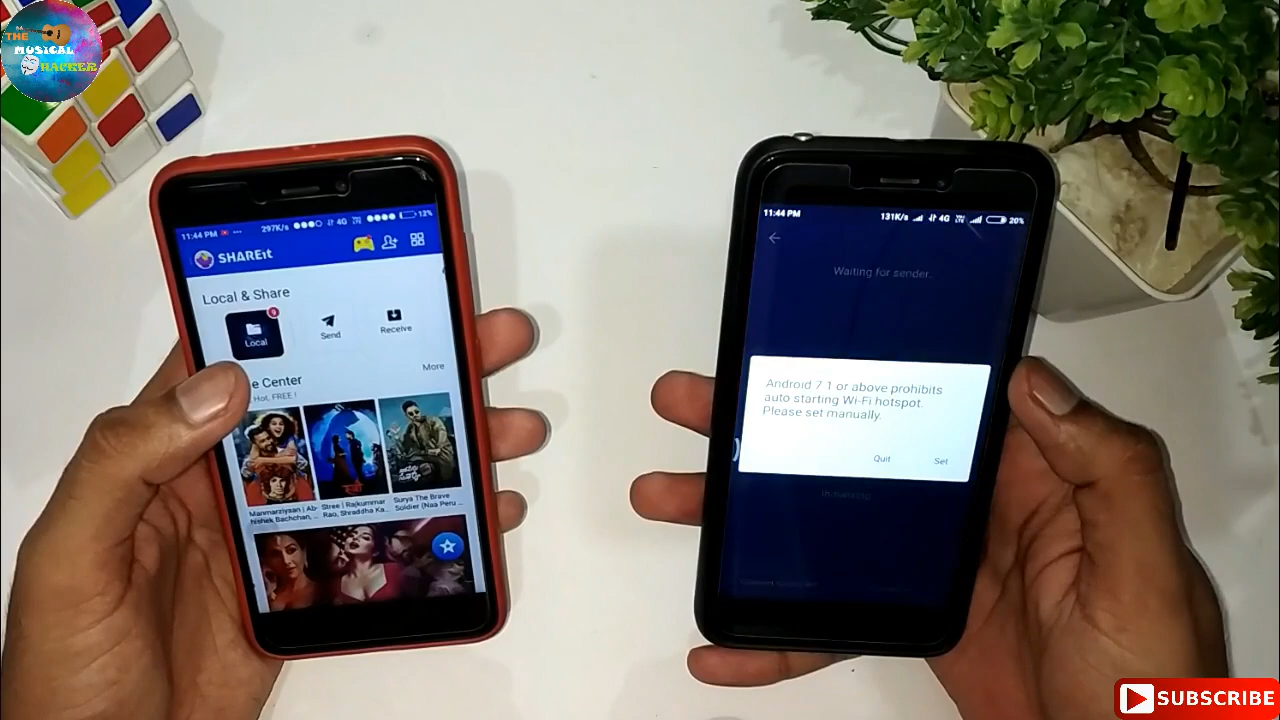 THE
MUSICAL
HACKER
11:44 PM ... 297K/s 4G 12%
SHAREit
Local & Share
9
Local
Send
Receive
e Center
More
Hot, FREE !
Manmarziyaan | Ab-
hishek Bachchan, ...
Stree | Rajkummar
Rao, Shraddha Ka...
Surya The Brave
Soldier (Naa Peru ...
11:44 PM 131K/s 4G 20%
Waiting for sender..
Android 7.1 or above prohibits
auto starting Wi-Fi hotspot.
Please set manually.
Quit Set
SUBSCRIBE